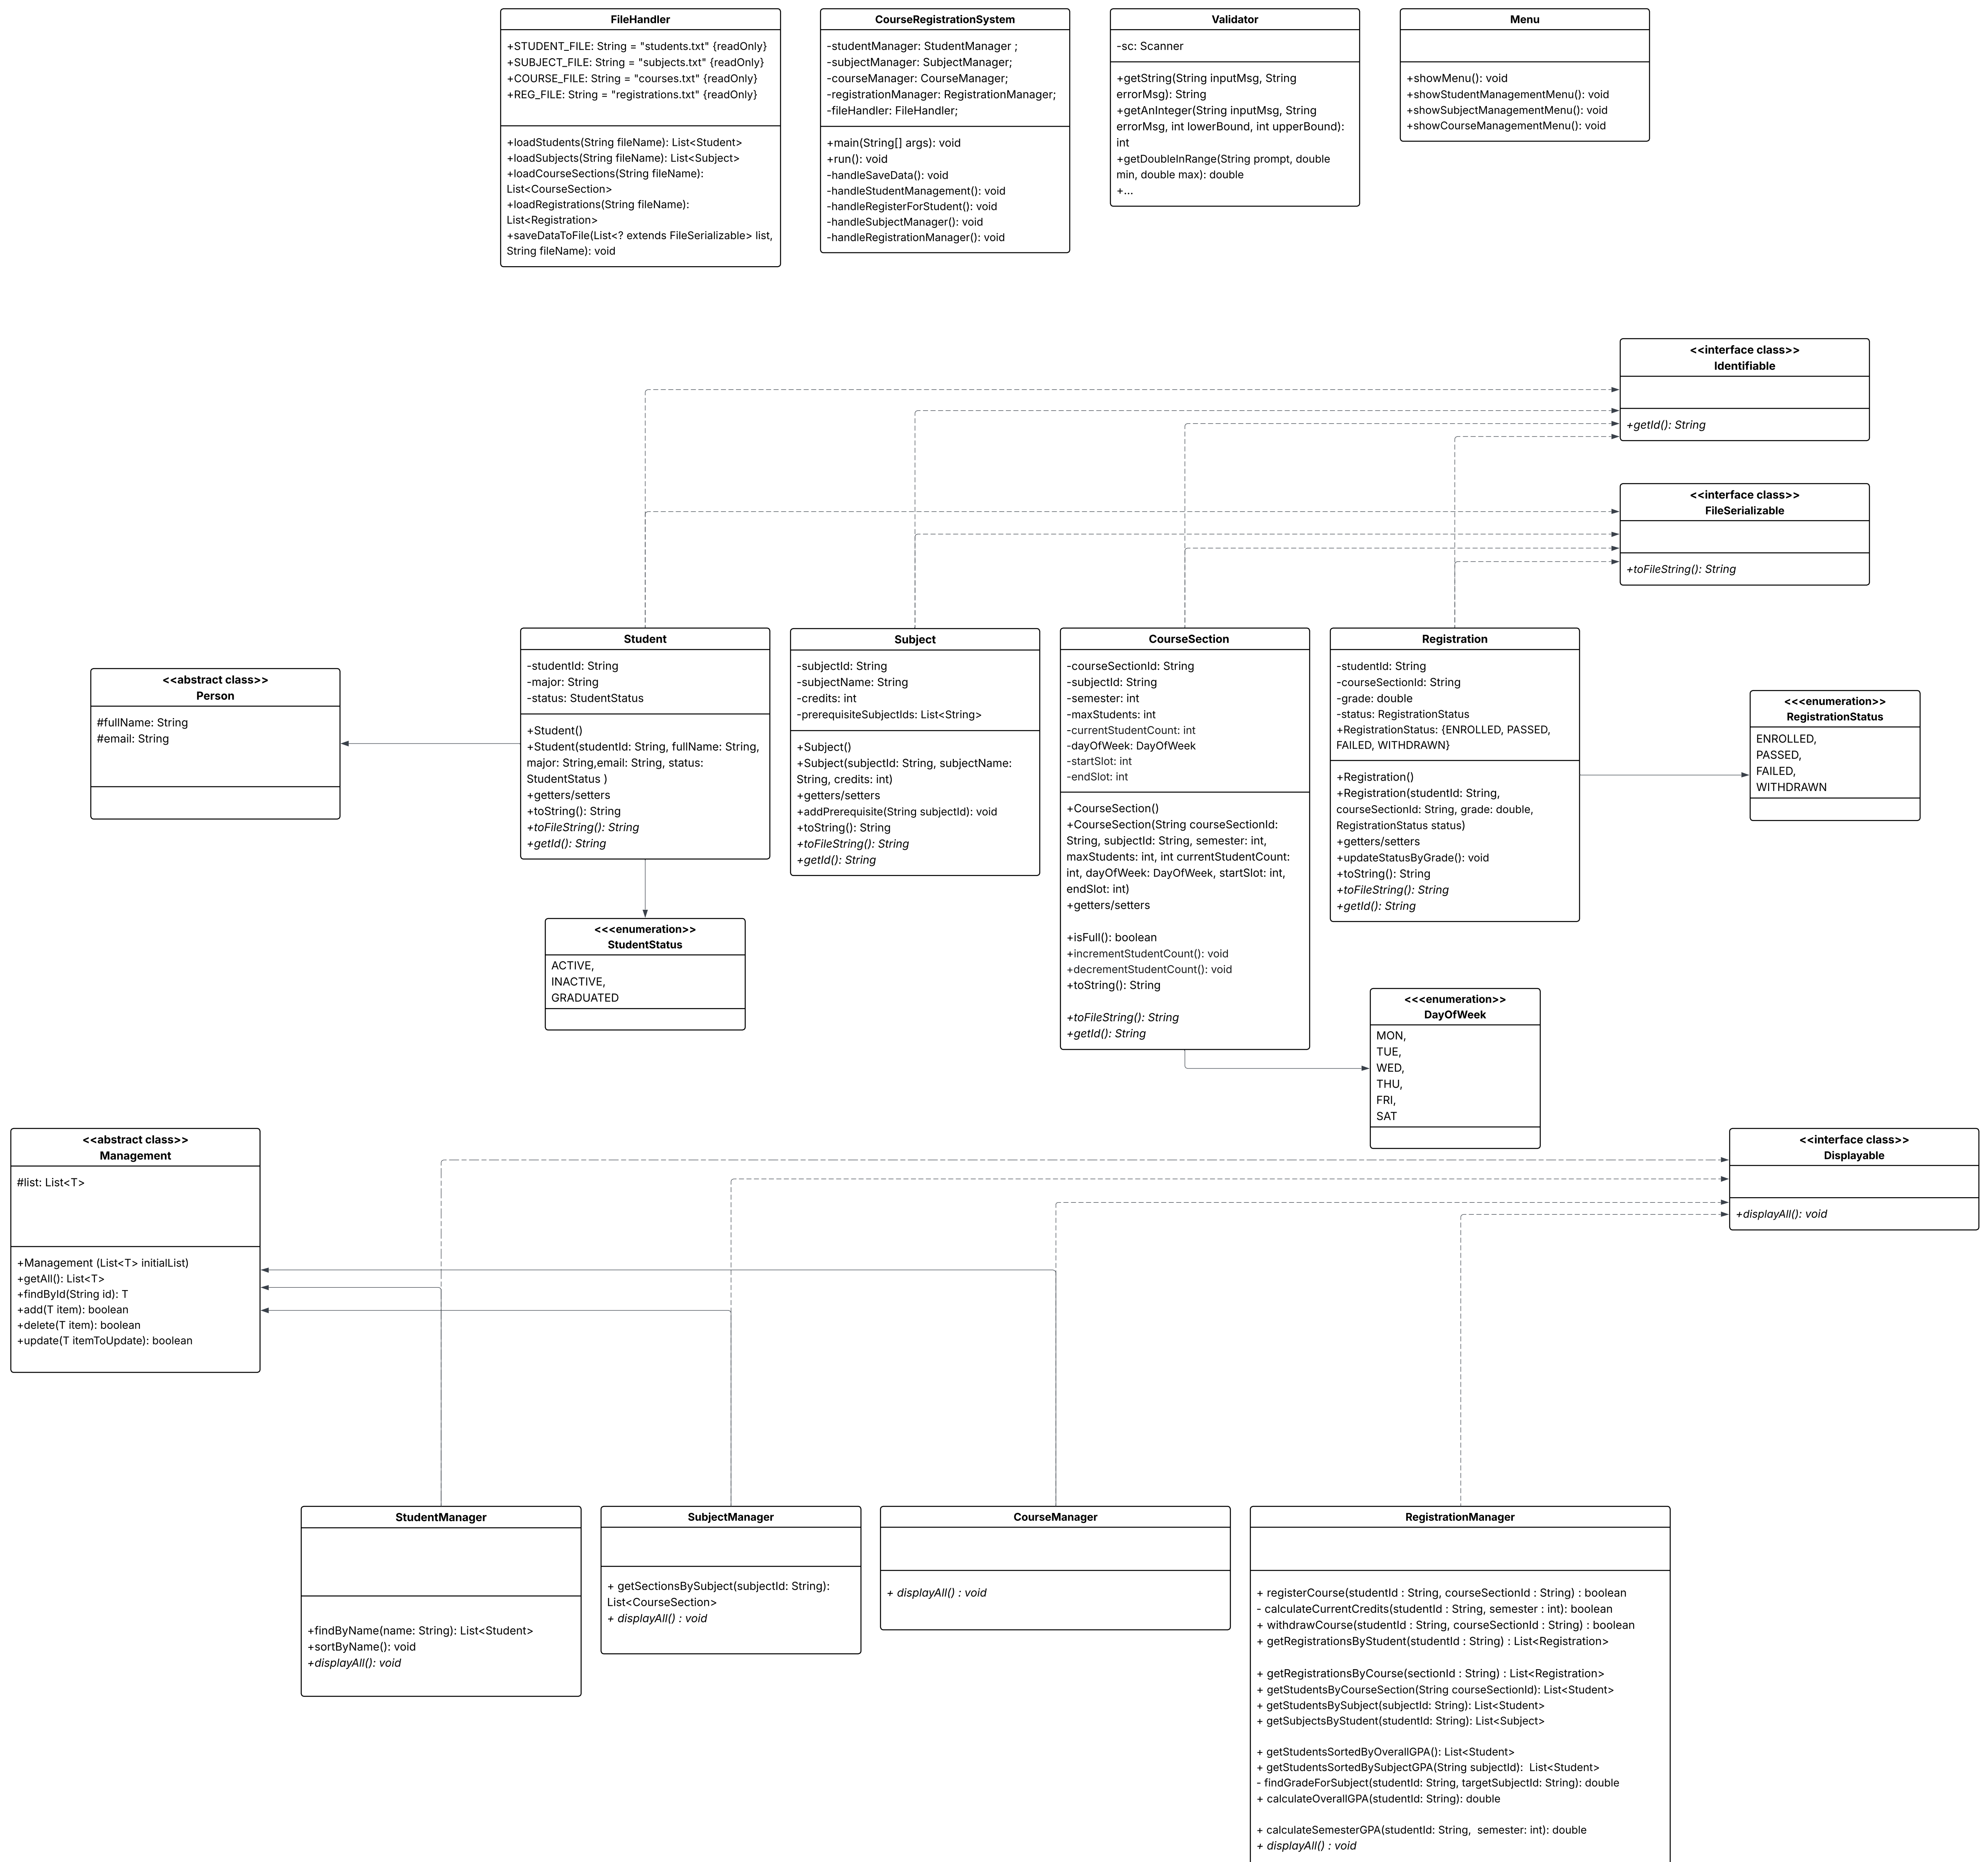 FileHandler
+STUDENT_FILE: String = "students.txt" {readOnly}
+SUBJECT_FILE: String = "subjects.txt" {readOnly}
+COURSE_FILE: String = "courses.txt" {readOnly}
+REG_FILE: String = "registrations.txt" {readOnly}
+loadStudents(String fileName): List<Student>
+loadSubjects(String fileName): List<Subject>
+loadCourseSections(String fileName):
List<CourseSection>
+loadRegistrations(String fileName):
List<Registration>
+saveDataToFile(List<? extends FileSerializable> list,
String fileName): void
CourseRegistrationSystem
-studentManager: StudentManager ;
-subjectManager: SubjectManager;
-courseManager: CourseManager;
-registrationManager: RegistrationManager;
-fileHandler: FileHandler;
+main(String[] args): void
+run(): void
-handleSaveData(): void
-handleStudentManagement(): void
-handleRegisterForStudent(): void
-handleSubjectManager(): void
-handleRegistrationManager(): void
Validator
-sc: Scanner
+getString(String inputMsg, String
errorMsg): String
+getAnInteger(String inputMsg, String
errorMsg, int lowerBound, int upperBound):
int
+getDoubleInRange(String prompt, double
min, double max): double
+...
Menu
+showMenu(): void
+showStudentManagementMenu(): void
+showSubjectManagementMenu(): void
+showCourseManagementMenu(): void
<<interface class>>
Identifiable
+getId(): String
<<interface class>>
FileSerializable
+toFileString(): String
<<abstract class>>
Person
#fullName: String
#email: String
Student
-studentId: String
-major: String
-status: StudentStatus
+Student()
+Student(studentId: String, fullName: String,
major: String,email: String, status:
StudentStatus )
+getters/setters
+toString(): String
+toFileString(): String
+getId(): String
Subject
-subjectId: String
-subjectName: String
-credits: int
-prerequisiteSubjectIds: List<String>
+Subject()
+Subject(subjectId: String, subjectName:
String, credits: int)
+getters/setters
+addPrerequisite(String subjectId): void
+toString(): String
+toFileString(): String
+getId(): String
CourseSection
-courseSectionId: String
-subjectId: String
-semester: int
-maxStudents: int
-currentStudentCount: int
-dayOfWeek: DayOfWeek
-startSlot: int
-endSlot: int
+CourseSection()
+CourseSection(String courseSectionId:
String, subjectId: String, semester: int,
maxStudents: int, int currentStudentCount:
int, dayOfWeek: DayOfWeek, startSlot: int,
endSlot: int)
+getters/setters
+isFull(): boolean
+incrementStudentCount(): void
+decrementStudentCount(): void
+toString(): String
+toFileString(): String
+getId(): String
Registration
-studentId: String
-courseSectionId: String
-grade: double
-status: RegistrationStatus
+RegistrationStatus: {ENROLLED, PASSED,
FAILED, WITHDRAWN}
+Registration()
+Registration(studentId: String,
courseSectionId: String, grade: double,
RegistrationStatus status)
+getters/setters
+updateStatusByGrade(): void
+toString(): String
+toFileString(): String
+getId(): String
<<<enumeration>>
RegistrationStatus
ENROLLED,
PASSED,
FAILED,
WITHDRAWN
<<<enumeration>>
StudentStatus
ACTIVE,
INACTIVE,
GRADUATED
<<<enumeration>>
DayOfWeek
MON,
TUE,
WED,
THU,
FRI,
SAT
<<abstract class>>
Management
#list: List<T>
+Management (List<T> initialList)
+getAll(): List<T>
+findById(String id): T
+add(T item): boolean
+delete(T item): boolean
+update(T itemToUpdate): boolean
<<interface class>>
Displayable
+displayAll(): void
StudentManager
+findByName(name: String): List<Student>
+sortByName(): void
+displayAll(): void
SubjectManager
+ getSectionsBySubject(subjectId: String):
List<CourseSection>
+ displayAll() : void
CourseManager
+ displayAll() : void
RegistrationManager
+ registerCourse(studentId : String, courseSectionId : String) : boolean
- calculateCurrentCredits(studentId : String, semester : int): boolean
+ withdrawCourse(studentId : String, courseSectionId : String) : boolean
+ getRegistrationsByStudent(studentId : String) : List<Registration>
+ getRegistrationsByCourse(sectionId : String) : List<Registration>
+ getStudentsByCourseSection(String courseSectionId): List<Student>
+ getStudentsBySubject(subjectId: String): List<Student>
+ getSubjectsByStudent(studentId: String): List<Subject>
+ getStudentsSortedByOverallGPA(): List<Student>
+ getStudentsSortedBySubjectGPA(String subjectId):  List<Student>
- findGradeForSubject(studentId: String, targetSubjectId: String): double
+ calculateOverallGPA(studentId: String): double
+ calculateSemesterGPA(studentId: String,  semester: int): double
+ displayAll() : void